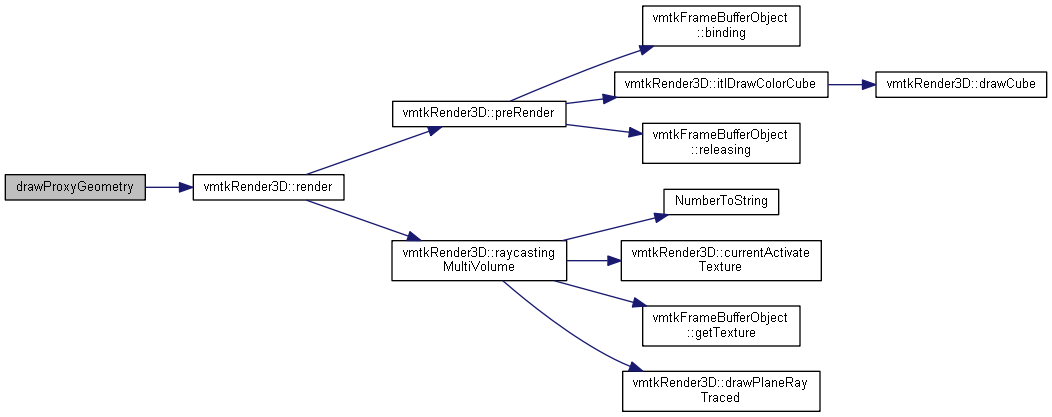 drawProxyGeometry
vmtkRender3D::render
vmtkRender3D::preRender
vmtkFrameBufferObject
::binding
vmtkRender3D::itlDrawColorCube
vmtkRender3D::drawCube
vmtkFrameBufferObject
::releasing
vmtkRender3D::raycasting
MultiVolume
NumberToString
vmtkRender3D::currentActivate
Texture
vmtkFrameBufferObject
::getTexture
vmtkRender3D::drawPlaneRay
Traced